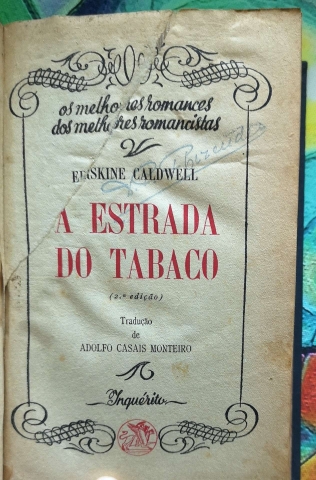 os melhores romances
dos melhores romancistas
ERSKINE CALDWELL
A ESTRADA
DO TABACO
(2.ª edição)
Tradução
de
ADOLFO CASAIS MONTEIRO
Inquérito